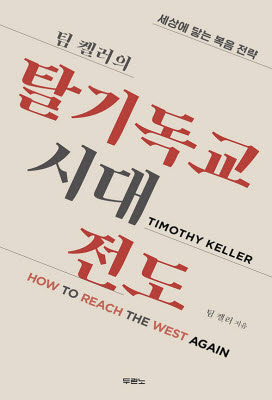 세상에 닿는 복음 전략
팀 켈러의
탈기독교
시대
TIMOTHY KELLER
전도
HOW TO REACH THE WEST AGAIN
팀 켈러 지음
두란노